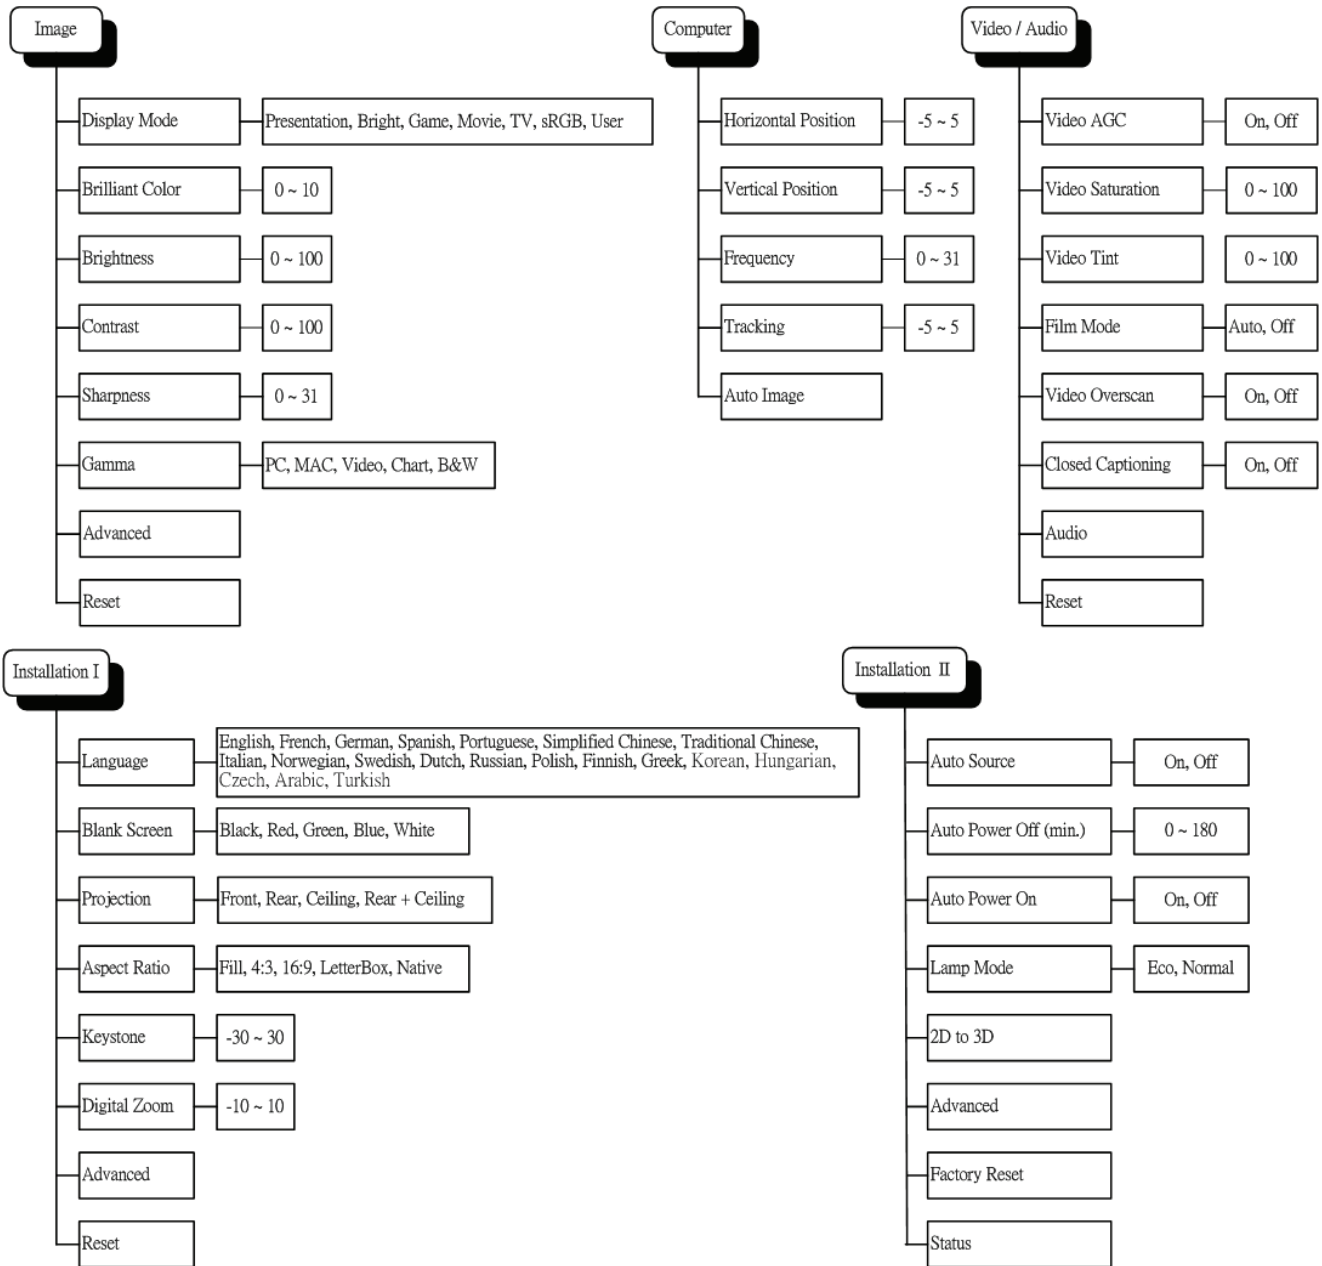 Image
Display Mode
Presentation, Bright, Game, Movie, TV, sRGB, User
Brilliant Color
0 ~ 10
Brightness
0 ~ 100
Contrast
0 ~ 100
Sharpness
0 ~ 31
Gamma
PC, MAC, Video, Chart, B&W
Advanced
Reset
Computer
Horizontal Position
-5 ~ 5
Vertical Position
-5 ~ 5
Frequency
0 ~ 31
Tracking
-5 ~ 5
Auto Image
Video / Audio
Video AGC
On, Off
Video Saturation
0 ~ 100
Video Tint
0 ~ 100
Film Mode
Auto, Off
Video Overscan
On, Off
Closed Captioning
On, Off
Audio
Reset
Installation I
Language
English, French, German, Spanish, Portuguese, Simplified Chinese, Traditional Chinese,
Italian, Norwegian, Swedish, Dutch, Russian, Polish, Finnish, Greek, Korean, Hungarian,
Czech, Arabic, Turkish
Blank Screen
Black, Red, Green, Blue, White
Projection
Front, Rear, Ceiling, Rear + Ceiling
Aspect Ratio
Fill, 4:3, 16:9, LetterBox, Native
Keystone
-30 ~ 30
Digital Zoom
-10 ~ 10
Advanced
Reset
Installation II
Auto Source
On, Off
Auto Power Off (min.)
0 ~ 180
Auto Power On
On, Off
Lamp Mode
Eco, Normal
2D to 3D
Advanced
Factory Reset
Status